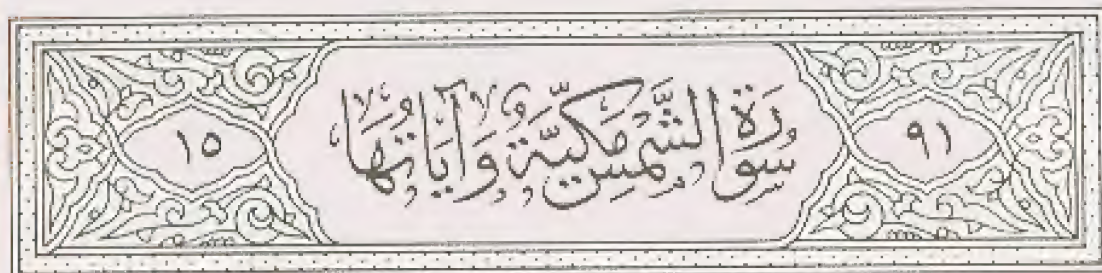 ٩١ سُورَةُ الشَّمْسِ مَكِّيَّةٌ وَآيَاتُهَا ١٥